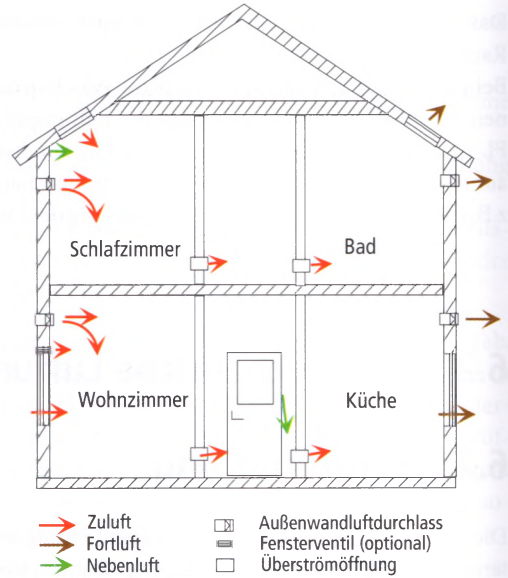 Schlafzimmer
Bad
Wohnzimmer
Küche
Zuluft
Fortluft
Nebenluft
Außenwandluftdurchlass
Fensterventil (optional)
Überströmöffnung